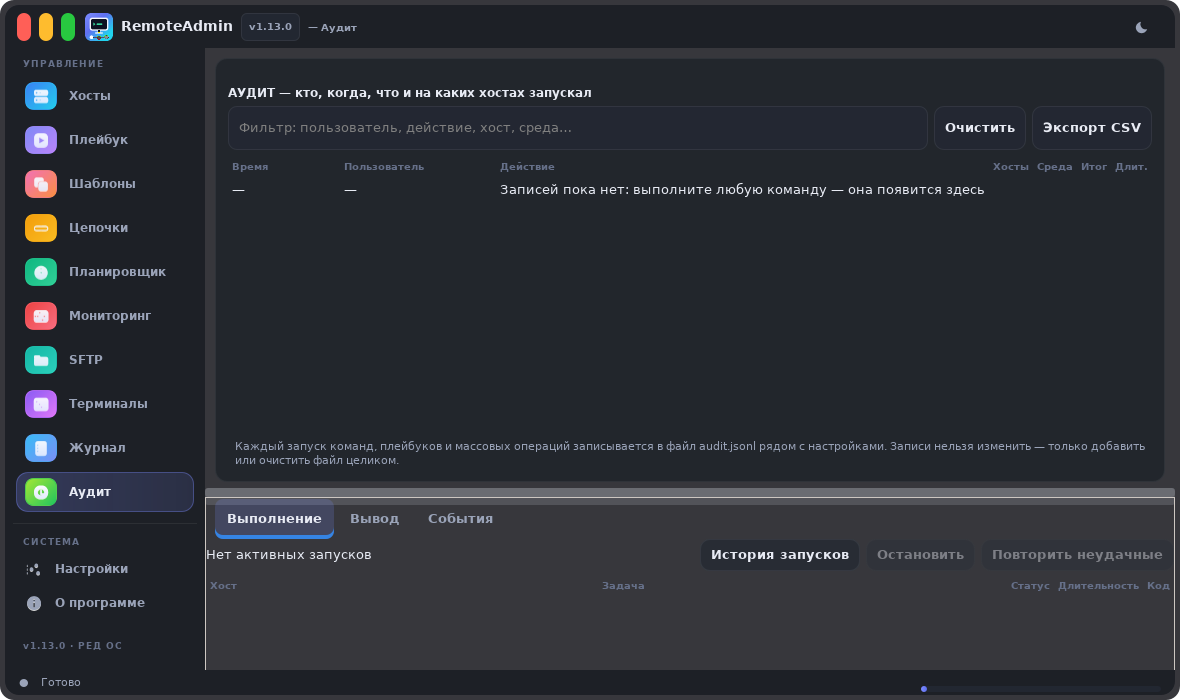 RemoteAdmin v1.13.0 — Аудит
УПРАВЛЕНИЕ
Хосты
Плейбук
Шаблоны
Цепочки
Планировщик
Мониторинг
SFTP
Терминалы
Журнал
Аудит
СИСТЕМА
Настройки
О программе
v1.13.0 · РЕД ОС
Готово
АУДИТ — кто, когда, что и на каких хостах запускал
Фильтр: пользователь, действие, хост, среда... Очистить Экспорт CSV
Время Пользователь Действие Хосты Среда Итог Длит.
— — Записей пока нет: выполните любую команду — она появится здесь
Каждый запуск команд, плейбуков и массовых операций записывается в файл audit.jsonl рядом с настройками. Записи нельзя изменить — только добавить
или очистить файл целиком.
Выполнение Вывод События
Нет активных запусков История запусков Остановить Повторить неудачные
Хост Задача Статус Длительность Код